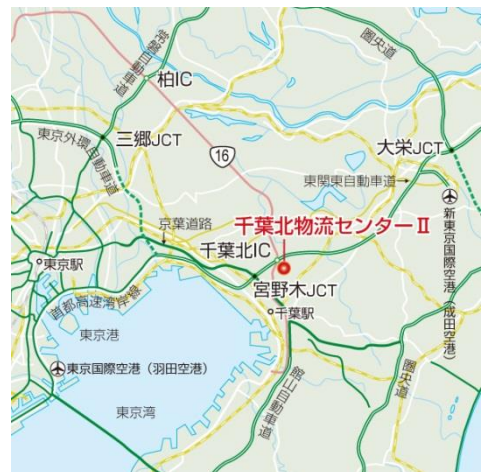 常磐自動車道
圏央道
柏IC
東京外環自動車道
三郷JCT
16
大栄JCT
東関東自動車道
京葉道路
千葉北物流センターⅡ
新東京国際空港（成田空港）
千葉北IC
東京駅
宮野木JCT
首都高速湾岸線
千葉駅
東京港
東京国際空港（羽田空港）
館山自動車道
圏央道
東京湾